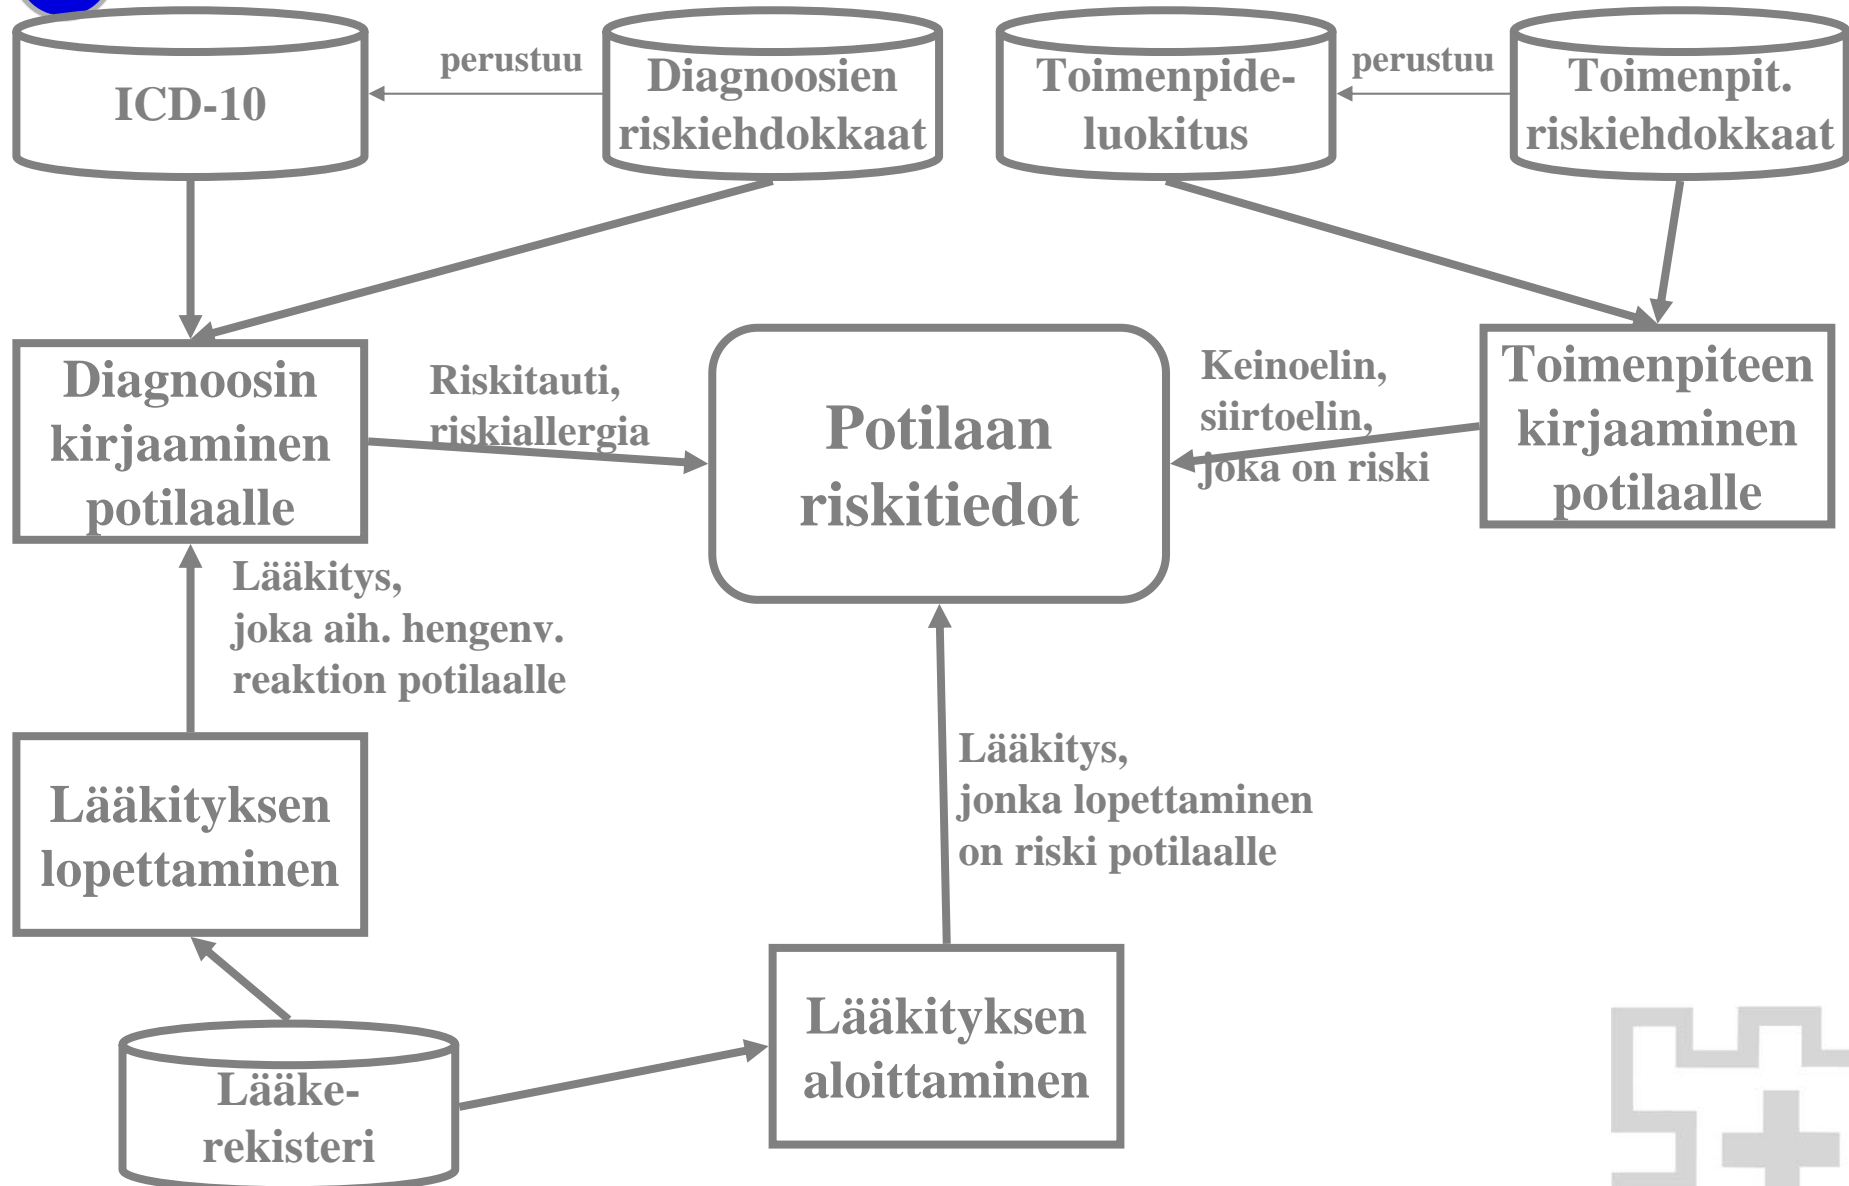 ICD-10
perustuu
Diagnoosien
riskiehdokkaat
Toimenpide-
luokitus
perustuu
Toimenpit.
riskiehdokkaat
Diagnoosin
kirjaaminen
potilaalle
Riskitauti,
riskiallergia
Potilaan
riskitiedot
Keinoelin,
siirtoelin,
joka on riski
Toimenpiteen
kirjaaminen
potilaalle
Lääkitys,
joka aih. hengenv.
reaktion potilaalle
Lääkityksen
lopettaminen
Lääkitys,
jonka lopettaminen
on riski potilaalle
Lääkityksen
aloittaminen
Lääke-
rekisteri